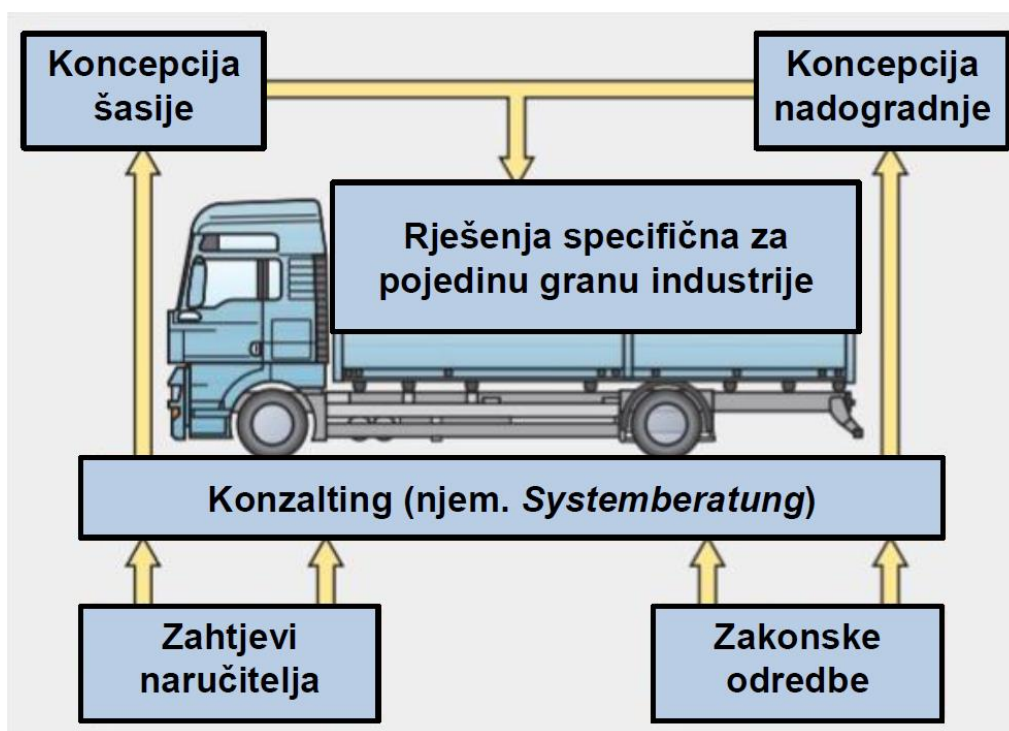 Koncepcija
šasije
Koncepcija
nadogradnje
Rješenja specifična za
pojedinu granu industrije
Konzalting (njem. Systemberatung)
Zahtjevi
naručitelja
Zakonske
odredbe